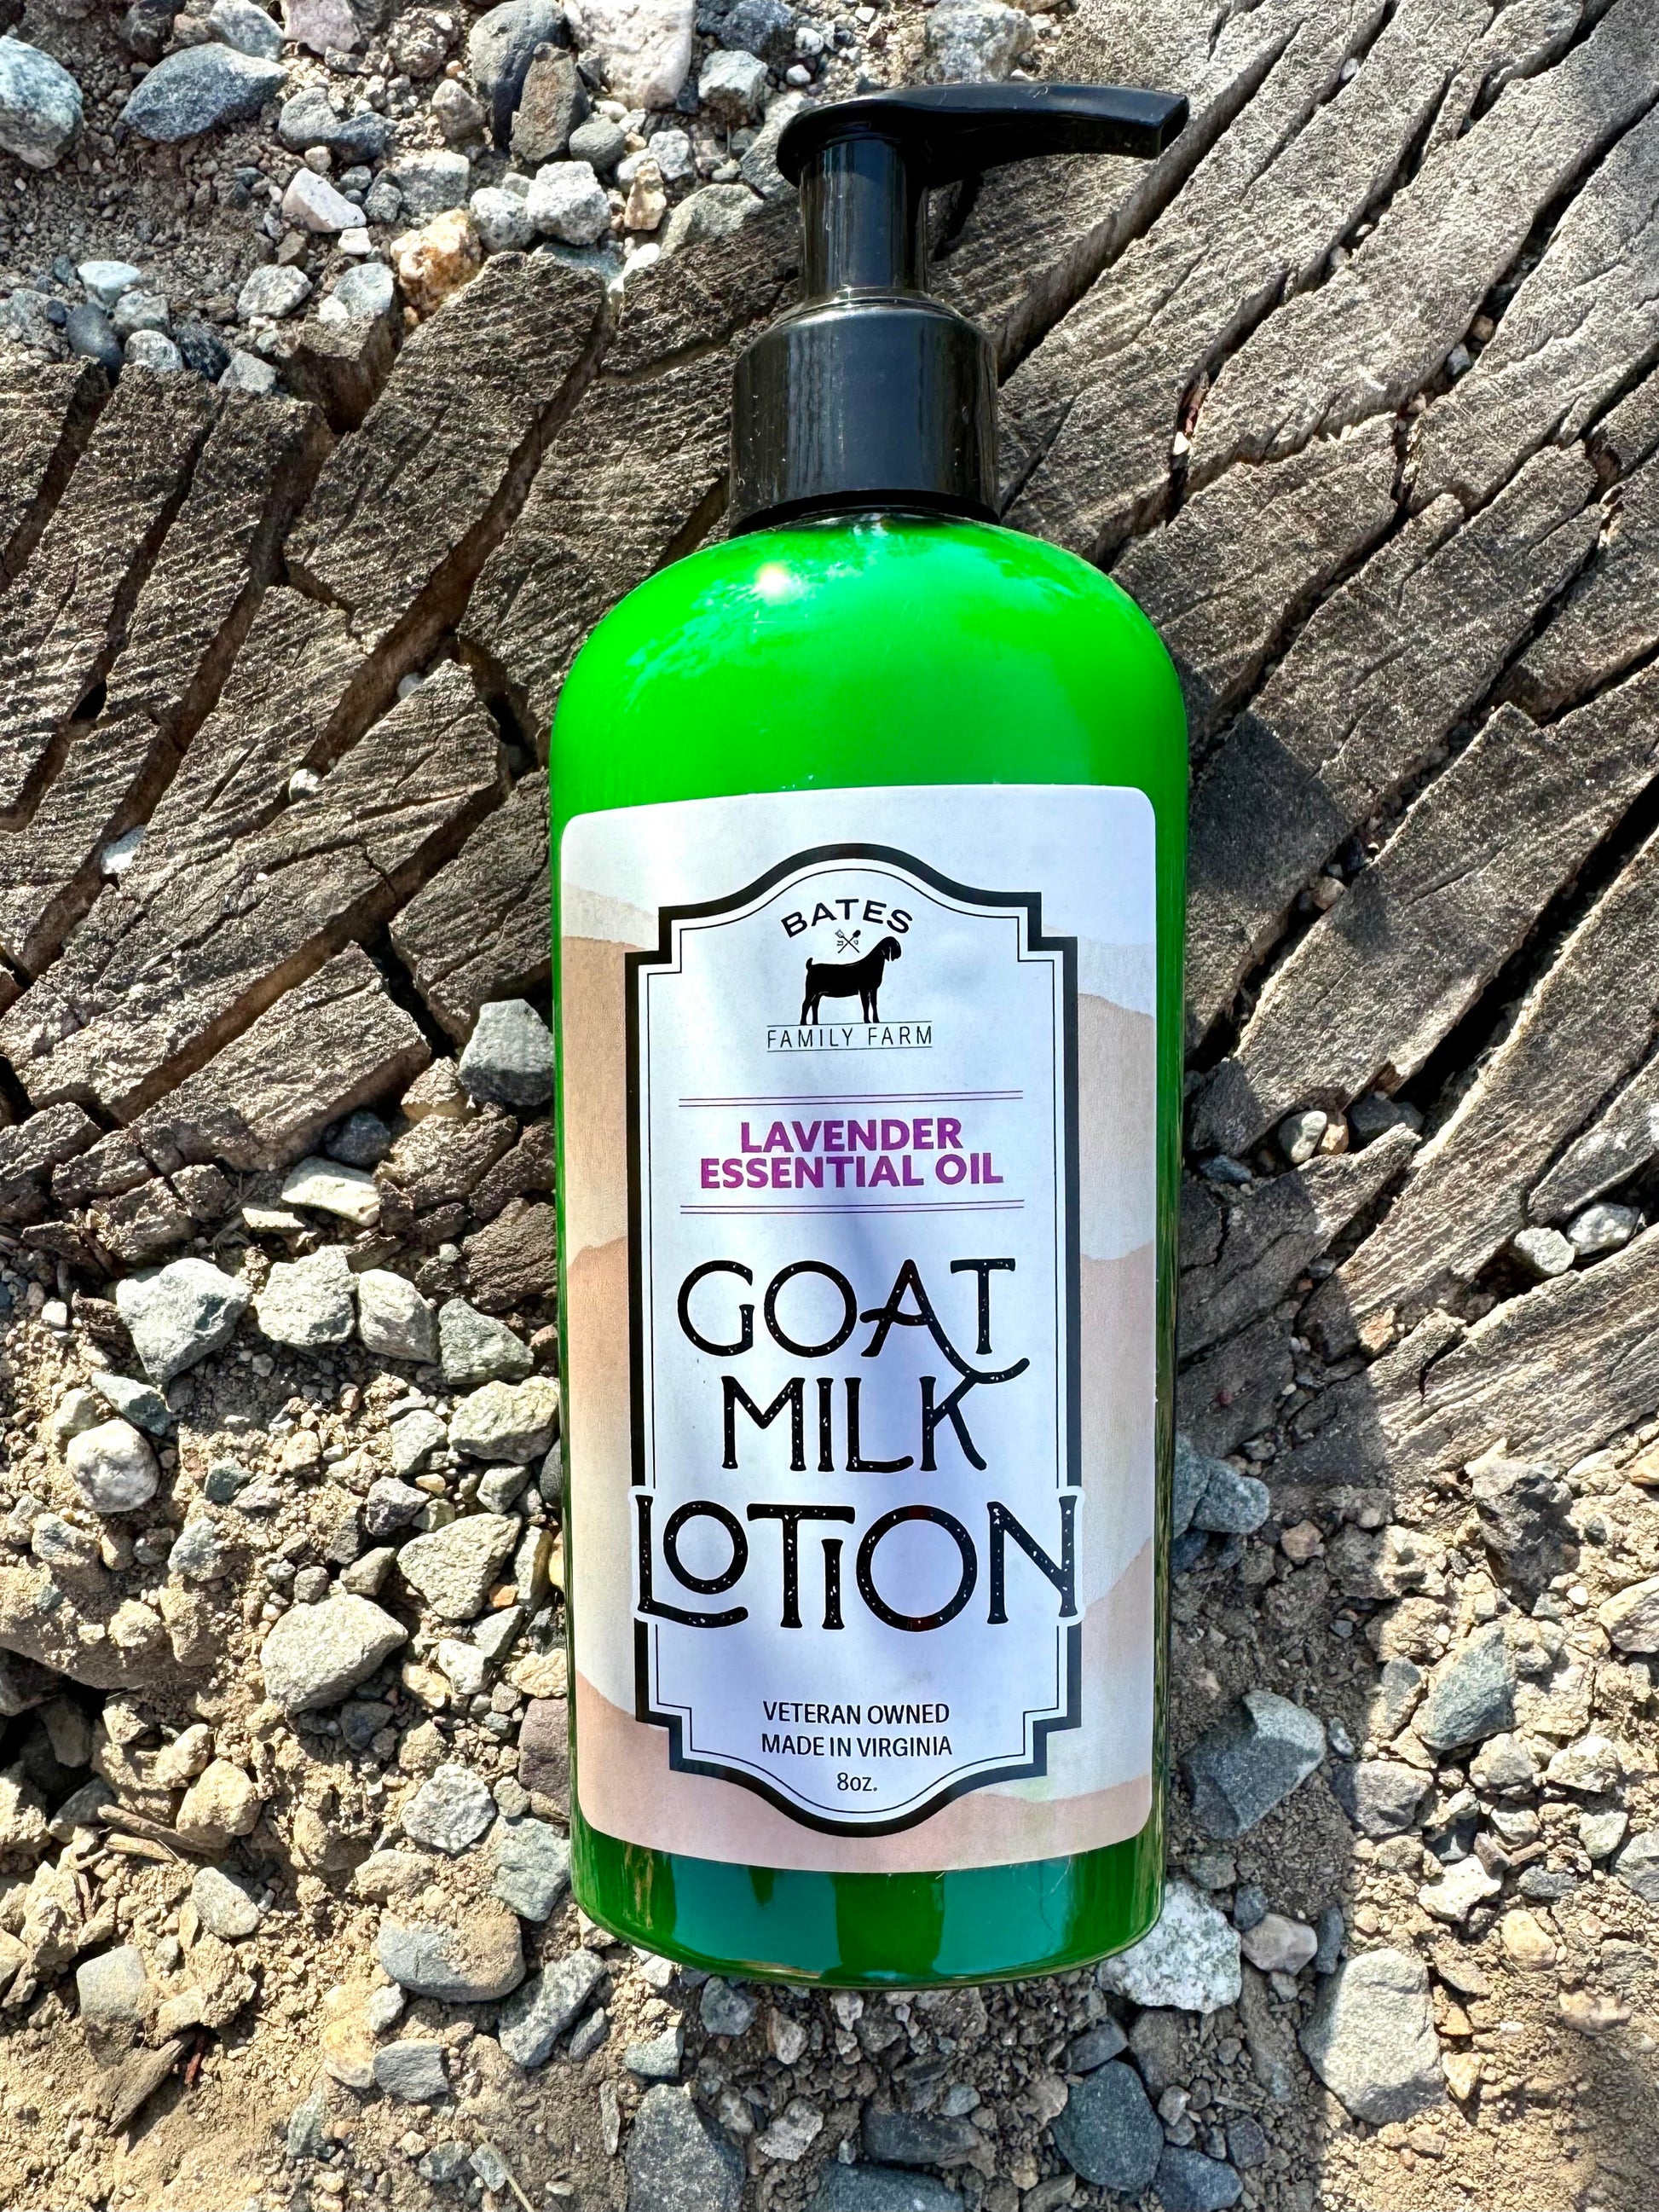 BATES
FAMILY FARM
LAVENDER
ESSENTIAL OIL
GOAT
MILK
LOTION
VETERAN OWNED
MADE IN VIRGINIA
8oz.